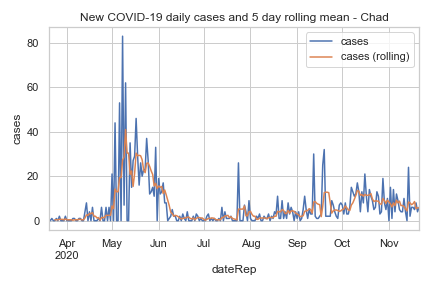 New COVID-19 daily cases and 5 day rolling mean - Chad
cases
cases (rolling)
80
60
40
20
0
cases
Apr May Jun Jul Aug Sep Oct Nov
2020
dateRep